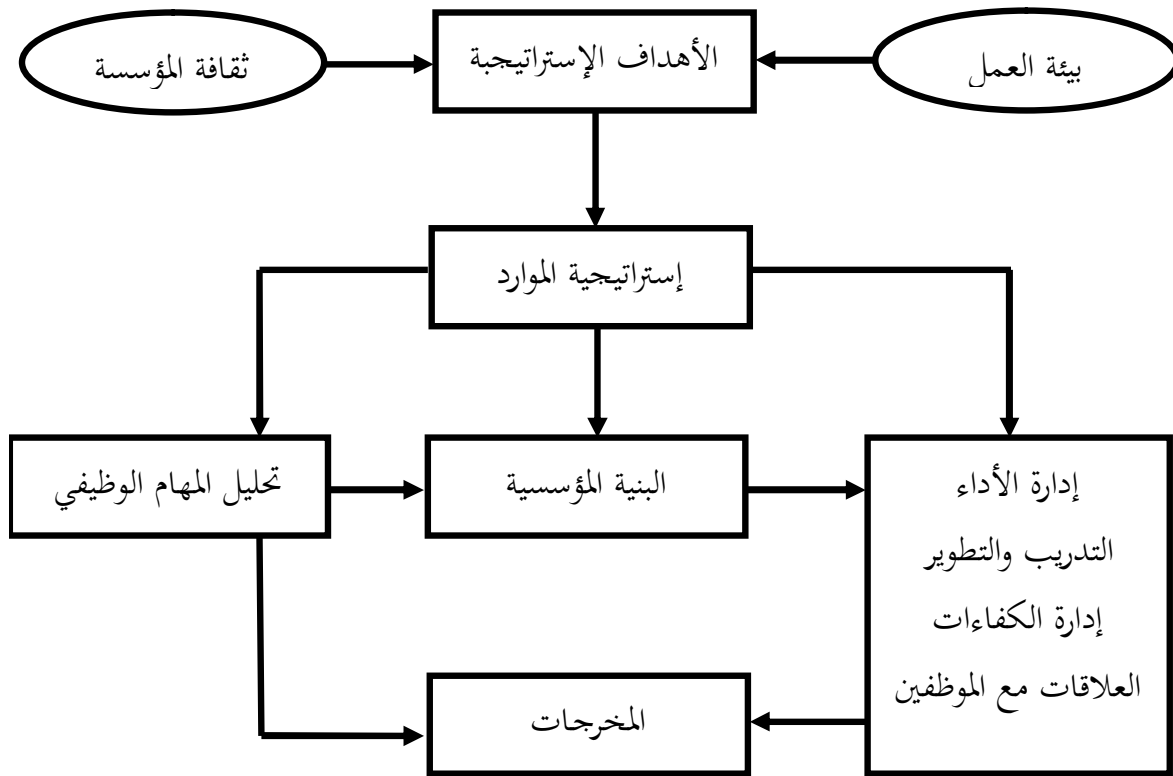 بيئة العمل
الأهداف الإستراتيجبة
ثقافة المؤسسة
إستراتيجية الموارد
إدارة الأداء
التدريب والتطوير
إدارة الكفاءات
العلاقات مع الموظفين
البنية المؤسسية
تحليل المهام الوظيفي
المخرجات